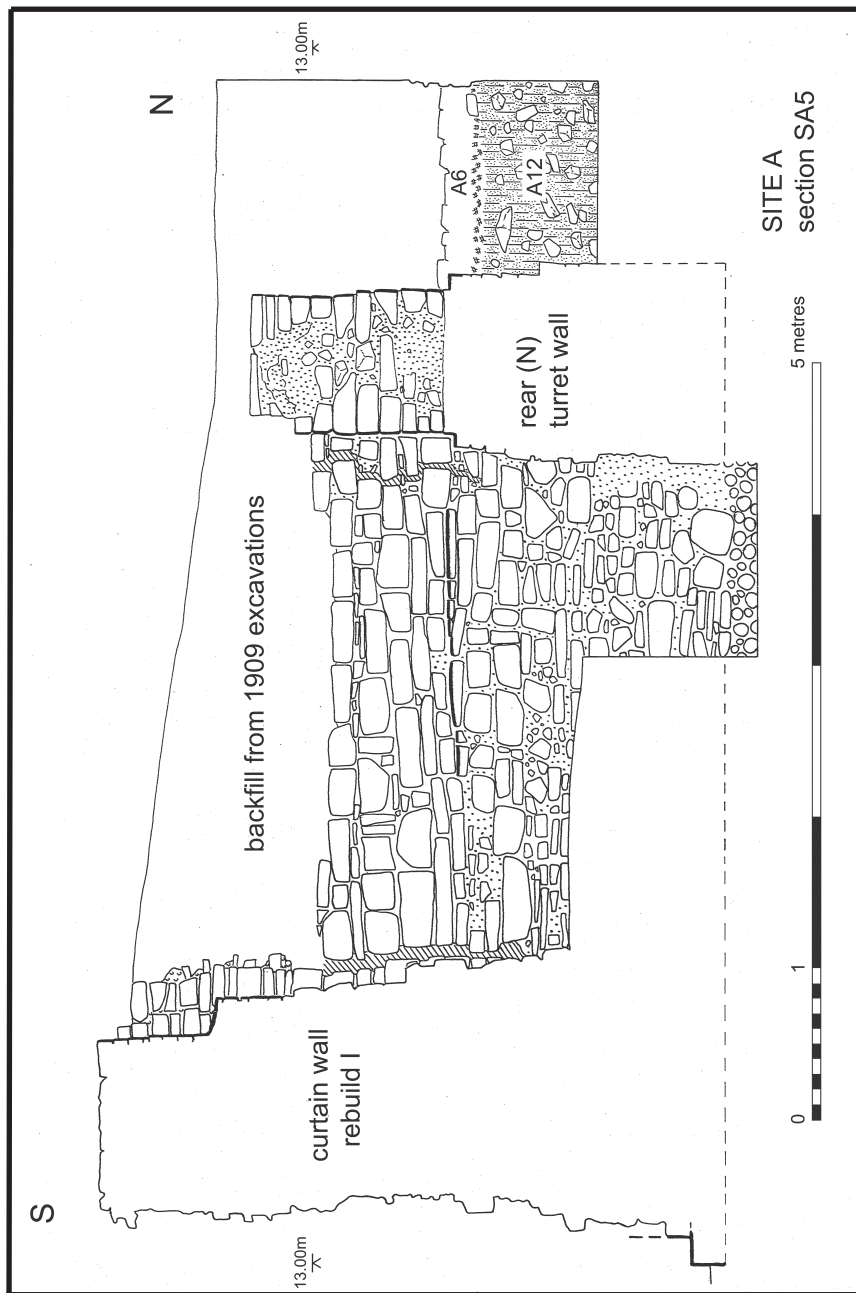 S
N
13.00m
13.00m
backfill from 1909 excavations
curtain wall
rebuild I
rear (N)
turret wall
A6
A12
0
1
5 metres
SITE A
section SA5